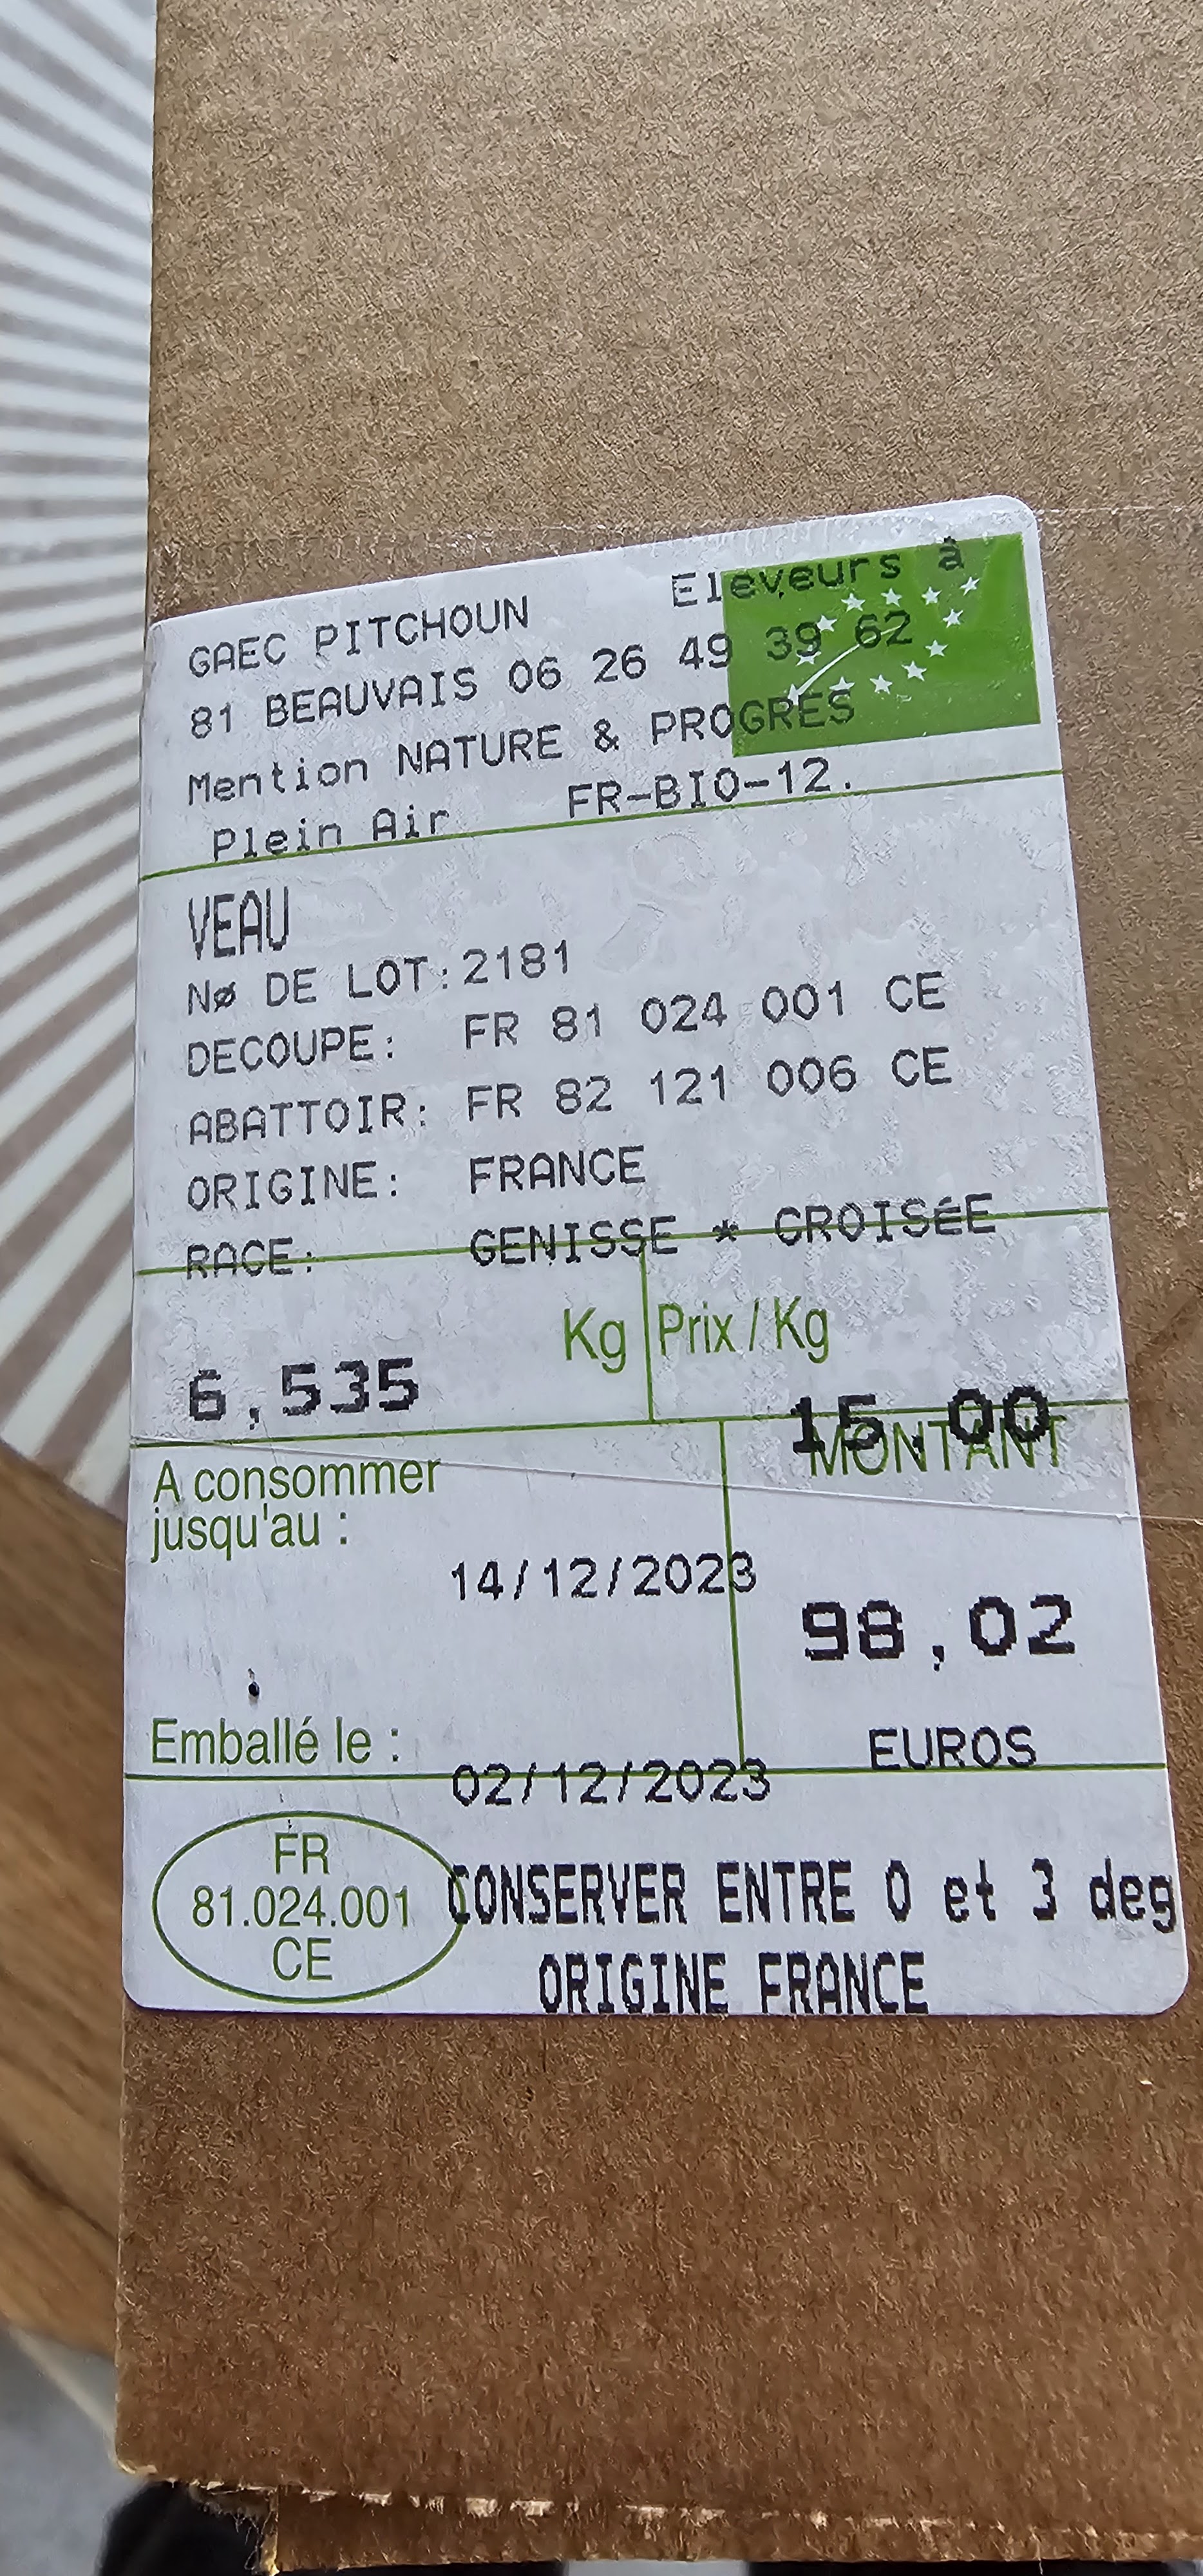 GAEC PITCHOUN Eleveurs à
81 BEAUVAIS 06 26 49 39 62
Mention NATURE & PROGRES
Plein Air FR-BIO-12.
VEAU
Nø DE LOT:2181
DECOUPE: FR 81 024 001 CE
ABATTOIR: FR 82 121 006 CE
ORIGINE: FRANCE
RACE: GENISSE * CROISéE
Kg Prix / Kg
6,535 15,00
MONTANT
A consommer
jusqu'au :
14/12/2023
98,02
Emballé le :
EUROS
02/12/2023
FR
81.024.001
CE
CONSERVER ENTRE 0 et 3 deg
ORIGINE FRANCE